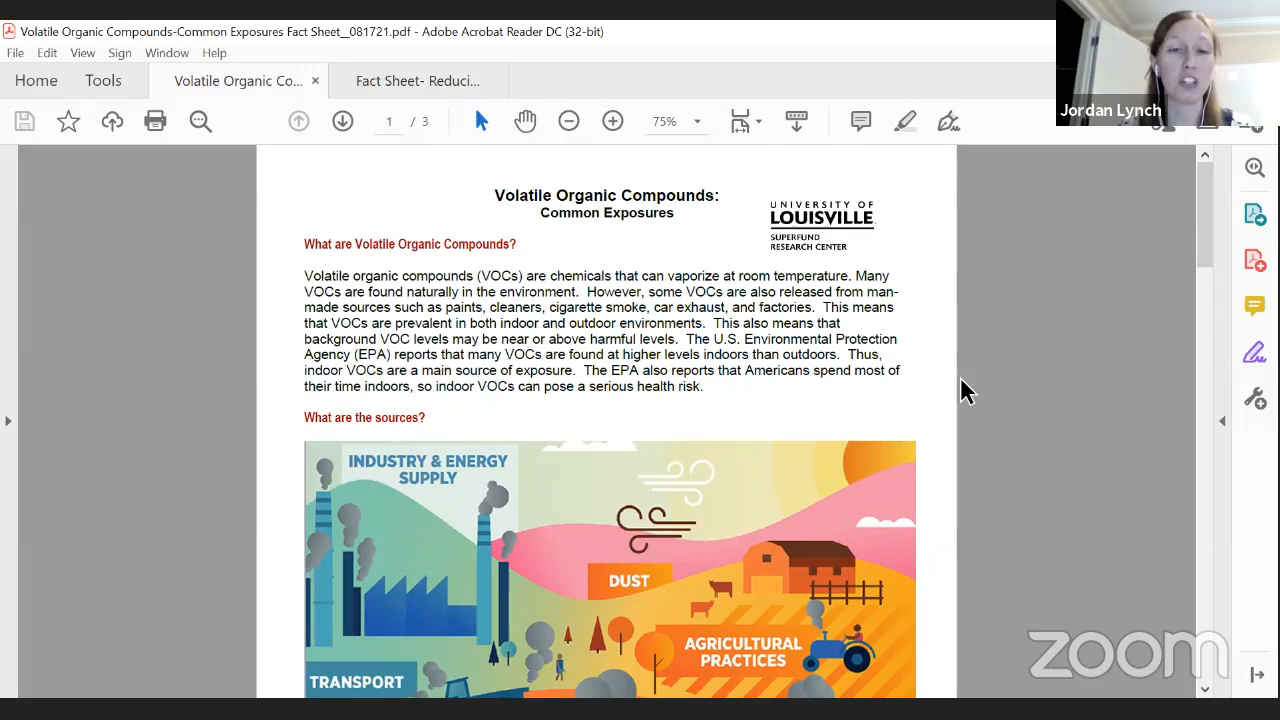 Volatile Organic Compounds-Common Exposures Fact Sheet_081721.pdf - Adobe Acrobat Reader DC (32-bit)
File Edit View Sign Window Help
Home Tools Volatile Organic Co... × Fact Sheet- Reduci...
1 / 3 75%
Jordan Lynch
Volatile Organic Compounds:
Common Exposures
UNIVERSITY OF
LOUISVILLE
SUPERFUND
RESEARCH CENTER
What are Volatile Organic Compounds?
Volatile organic compounds (VOCs) are chemicals that can vaporize at room temperature. Many
VOCs are found naturally in the environment. However, some VOCs are also released from man-
made sources such as paints, cleaners, cigarette smoke, car exhaust, and factories. This means
that VOCs are prevalent in both indoor and outdoor environments. This also means that
background VOC levels may be near or above harmful levels. The U.S. Environmental Protection
Agency (EPA) reports that many VOCs are found at higher levels indoors than outdoors. Thus,
indoor VOCs are a main source of exposure. The EPA also reports that Americans spend most of
their time indoors, so indoor VOCs can pose a serious health risk.
What are the sources?
INDUSTRY & ENERGY
SUPPLY
DUST
AGRICULTURAL
PRACTICES
TRANSPORT
zoom